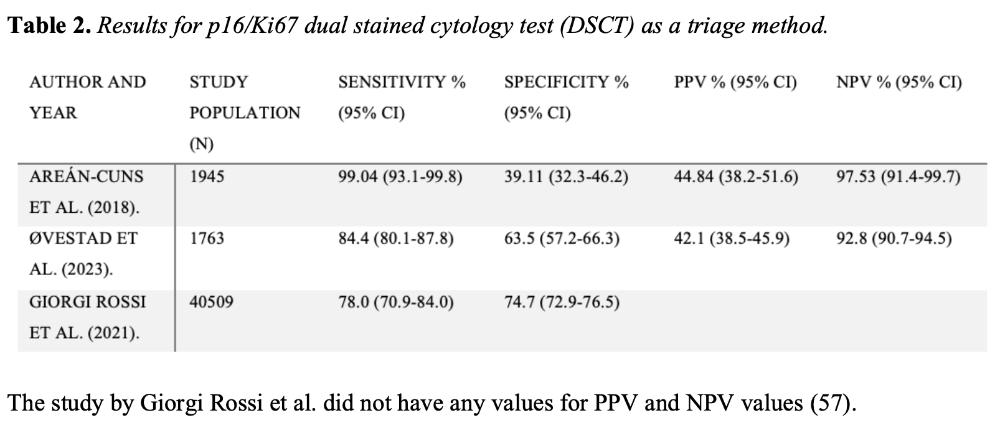 Table 2. Results for p16/Ki67 dual stained cytology test (DSCT) as a triage method.
AUTHOR AND YEAR STUDY POPULATION (N) SENSITIVITY % (95% CI) SPECIFICITY % (95% CI) PPV % (95% CI) NPV % (95% CI)
AREÁN-CUNS ET AL. (2018). 1945 99.04 (93.1-99.8) 39.11 (32.3-46.2) 44.84 (38.2-51.6) 97.53 (91.4-99.7)
ØVESTAD ET AL. (2023). 1763 84.4 (80.1-87.8) 63.5 (57.2-66.3) 42.1 (38.5-45.9) 92.8 (90.7-94.5)
GIORGI ROSSI ET AL. (2021). 40509 78.0 (70.9-84.0) 74.7 (72.9-76.5)
The study by Giorgi Rossi et al. did not have any values for PPV and NPV values (57).